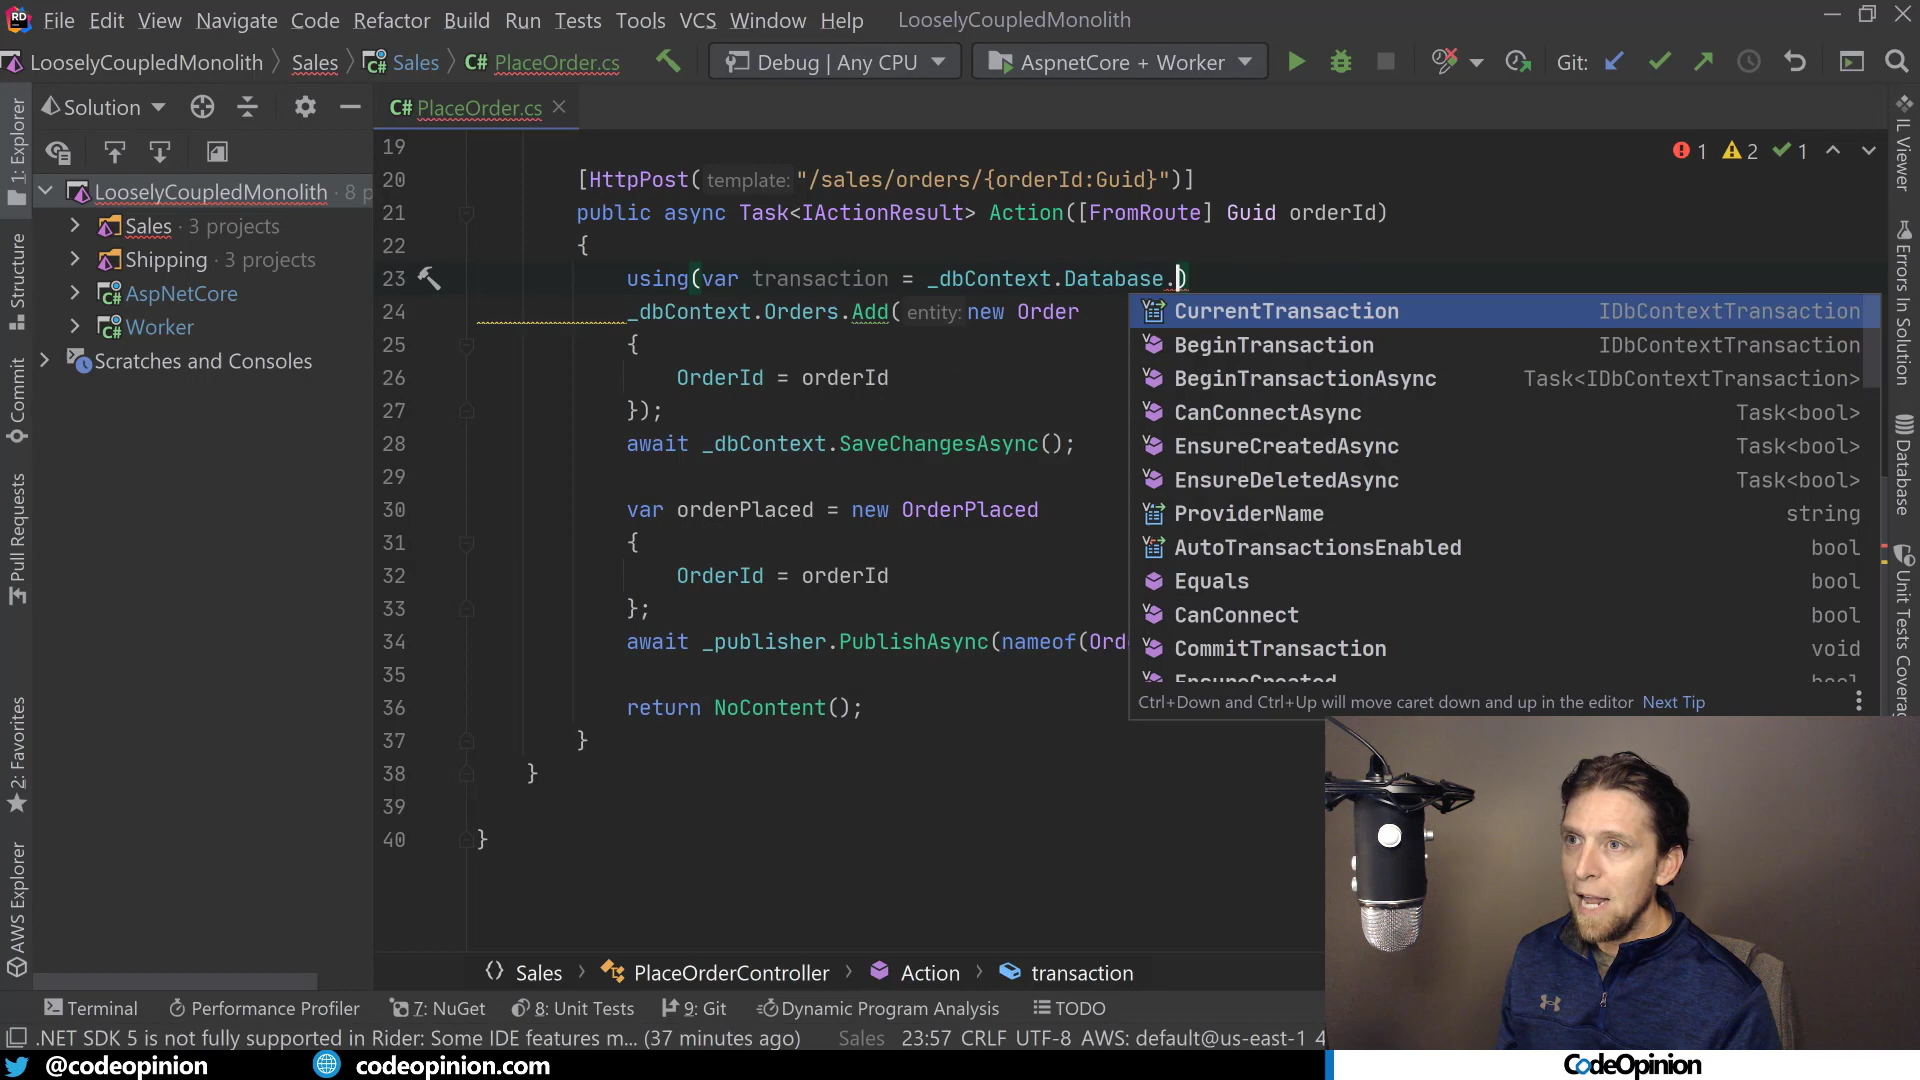 File Edit View Navigate Code Refactor Build Run Tests Tools VCS Window Help LooselyCoupledMonolith
LooselyCoupledMonolith Sales Sales C# PlaceOrder.cs Debug | Any CPU AspnetCore + Worker Git:
Solution
C# PlaceOrder.cs
1: Explorer
Structure
Commit
Pull Requests
2: Favorites
AWS Explorer
LooselyCoupledMonolith · 8 p
Sales · 3 projects
Shipping · 3 projects
AspNetCore
Worker
Scratches and Consoles
1 2 1
19
20 [HttpPost( template: "/sales/orders/{orderId:Guid}")]
21 public async Task<IActionResult> Action([FromRoute] Guid orderId)
22 {
23 using(var transaction = _dbContext.Database.)
24 _dbContext.Orders.Add( entity: new Order
25 {
26 OrderId = orderId
27 });
28 await _dbContext.SaveChangesAsync();
29
30 var orderPlaced = new OrderPlaced
31 {
32 OrderId = orderId
33 };
34 await _publisher.PublishAsync(nameof(Ord
35
36 return NoContent();
37 }
38 }
39
40 }
CurrentTransaction IDbContextTransaction
BeginTransaction IDbContextTransaction
BeginTransactionAsync Task<IDbContextTransaction>
CanConnectAsync Task<bool>
EnsureCreatedAsync Task<bool>
EnsureDeletedAsync Task<bool>
ProviderName string
AutoTransactionsEnabled bool
Equals bool
CanConnect bool
CommitTransaction void
EnsureCreated bool
Ctrl+Down and Ctrl+Up will move caret down and up in the editor Next Tip
IL Viewer
Errors In Solution
Database
Unit Tests Coverag
Sales PlaceOrderController Action transaction
Terminal Performance Profiler 7: NuGet 8: Unit Tests 9: Git Dynamic Program Analysis TODO
.NET SDK 5 is not fully supported in Rider: Some IDE features m... (37 minutes ago) Sales 23:57 CRLF UTF-8 AWS: default@us-east-1 4
@codeopinion codeopinion.com CodeOpinion